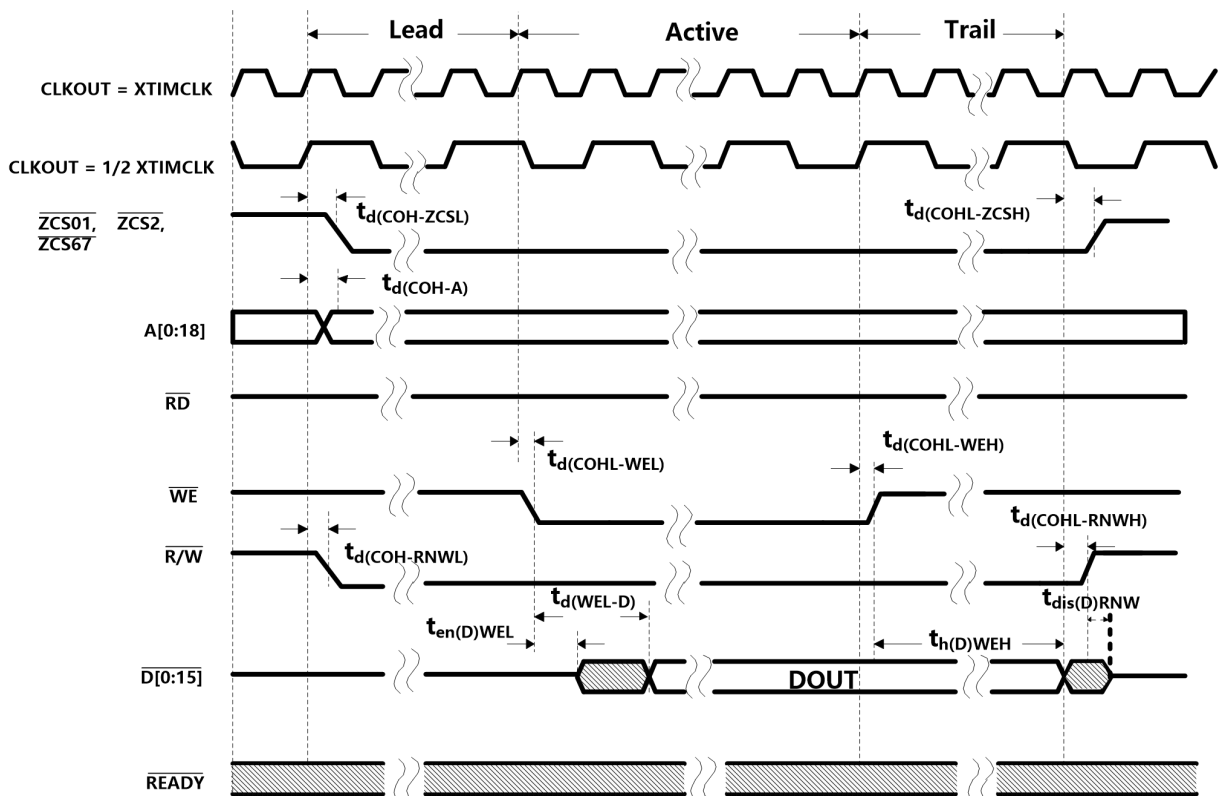 Lead Active Trail
CLKOUT = XTIMCLK
CLKOUT = 1/2 XTIMCLK
ZCS01, ZCS2,
ZCS67
td(COH-ZCSL)
td(COHL-ZCSH)
td(COH-A)
A[0:18]
RD
td(COHL-WEL)
td(COHL-WEH)
WE
td(COHL-RNWH)
R/W
td(COH-RNWL)
td(WEL-D)
tdis(D)RNW
ten(D)WEL
th(D)WEH
D[0:15]
DOUT
READY